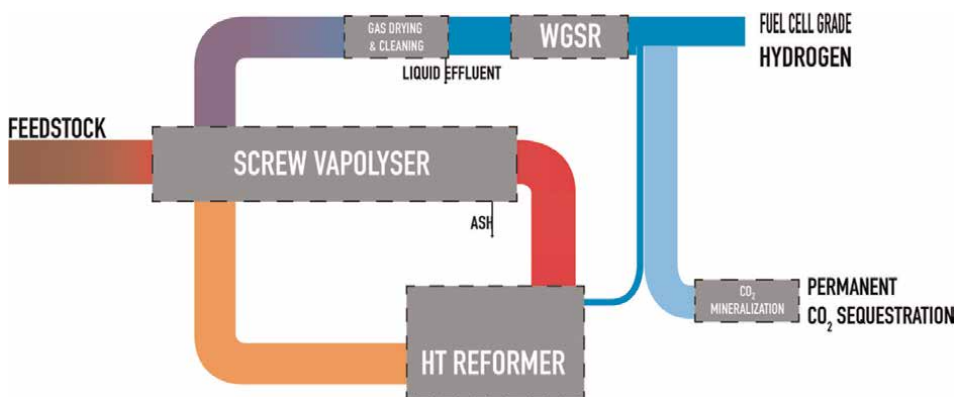 GAS DRYING
& CLEANING
WGSR
FUEL CELL GRADE
HYDROGEN
LIQUID EFFLUENT
FEEDSTOCK
SCREW VAPOLYSER
ASH
HT REFORMER
CO₂
MINERALIZATION
PERMANENT
CO₂ SEQUESTRATION